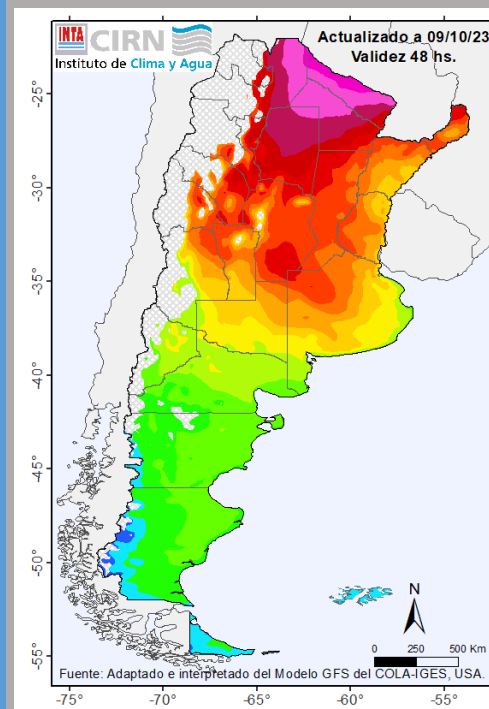 INTA CIRN
Instituto de Clima y Agua
Actualizado a 09/10/23
Validez 48 hs.
-25°
-30°
-35°
-40°
-45°
-50°
-55°
N
0 250 500 Km
Fuente: Adaptado e interpretado del Modelo GFS del COLA-IGES, USA.
-75° -70° -65° -60° -55°